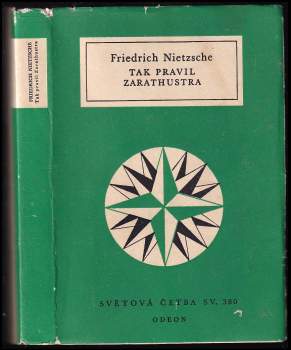 FRIEDRICH NIETZSCHE
Tak pravil Zarathustra
Friedrich Nietzsche
TAK PRAVIL
ZARATHUSTRA
SVĚTOVÁ ČETBA SV. 380
ODEON